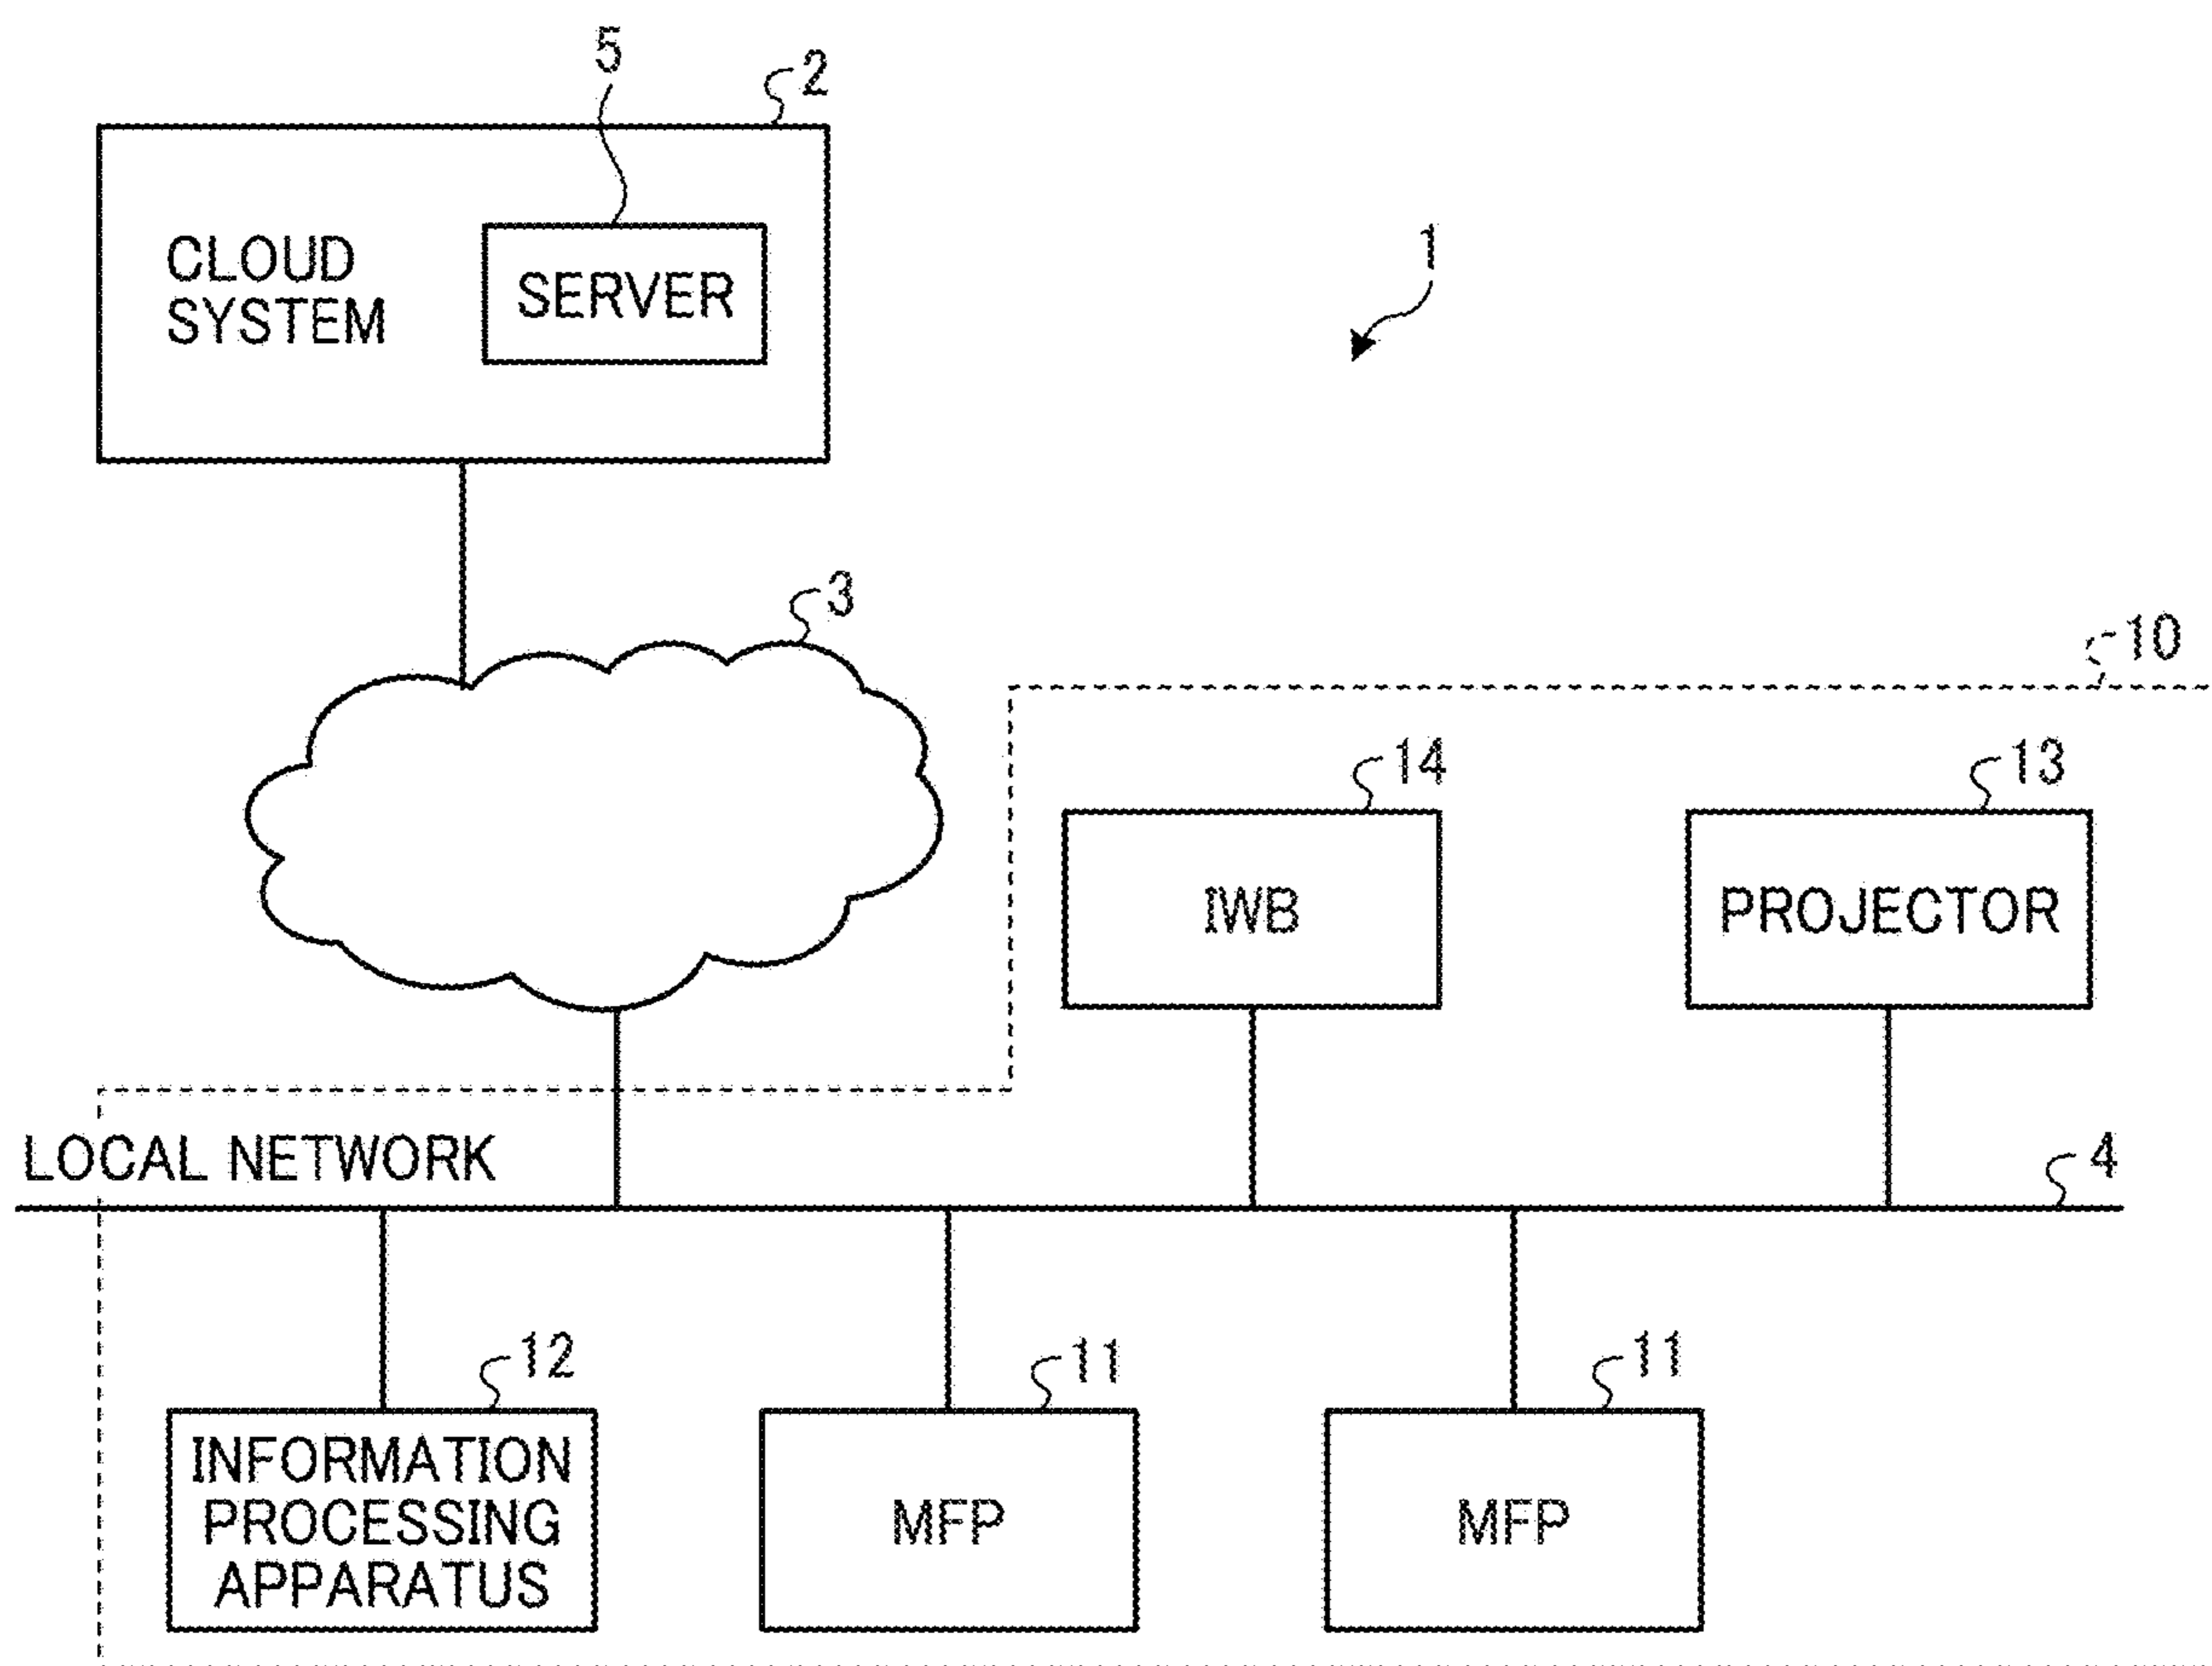 5
2
CLOUD
SYSTEM
SERVER
1
3
10
14
13
IWB
PROJECTOR
LOCAL NETWORK
4
12
11
11
INFORMATION
PROCESSING
APPARATUS
MFP
MFP